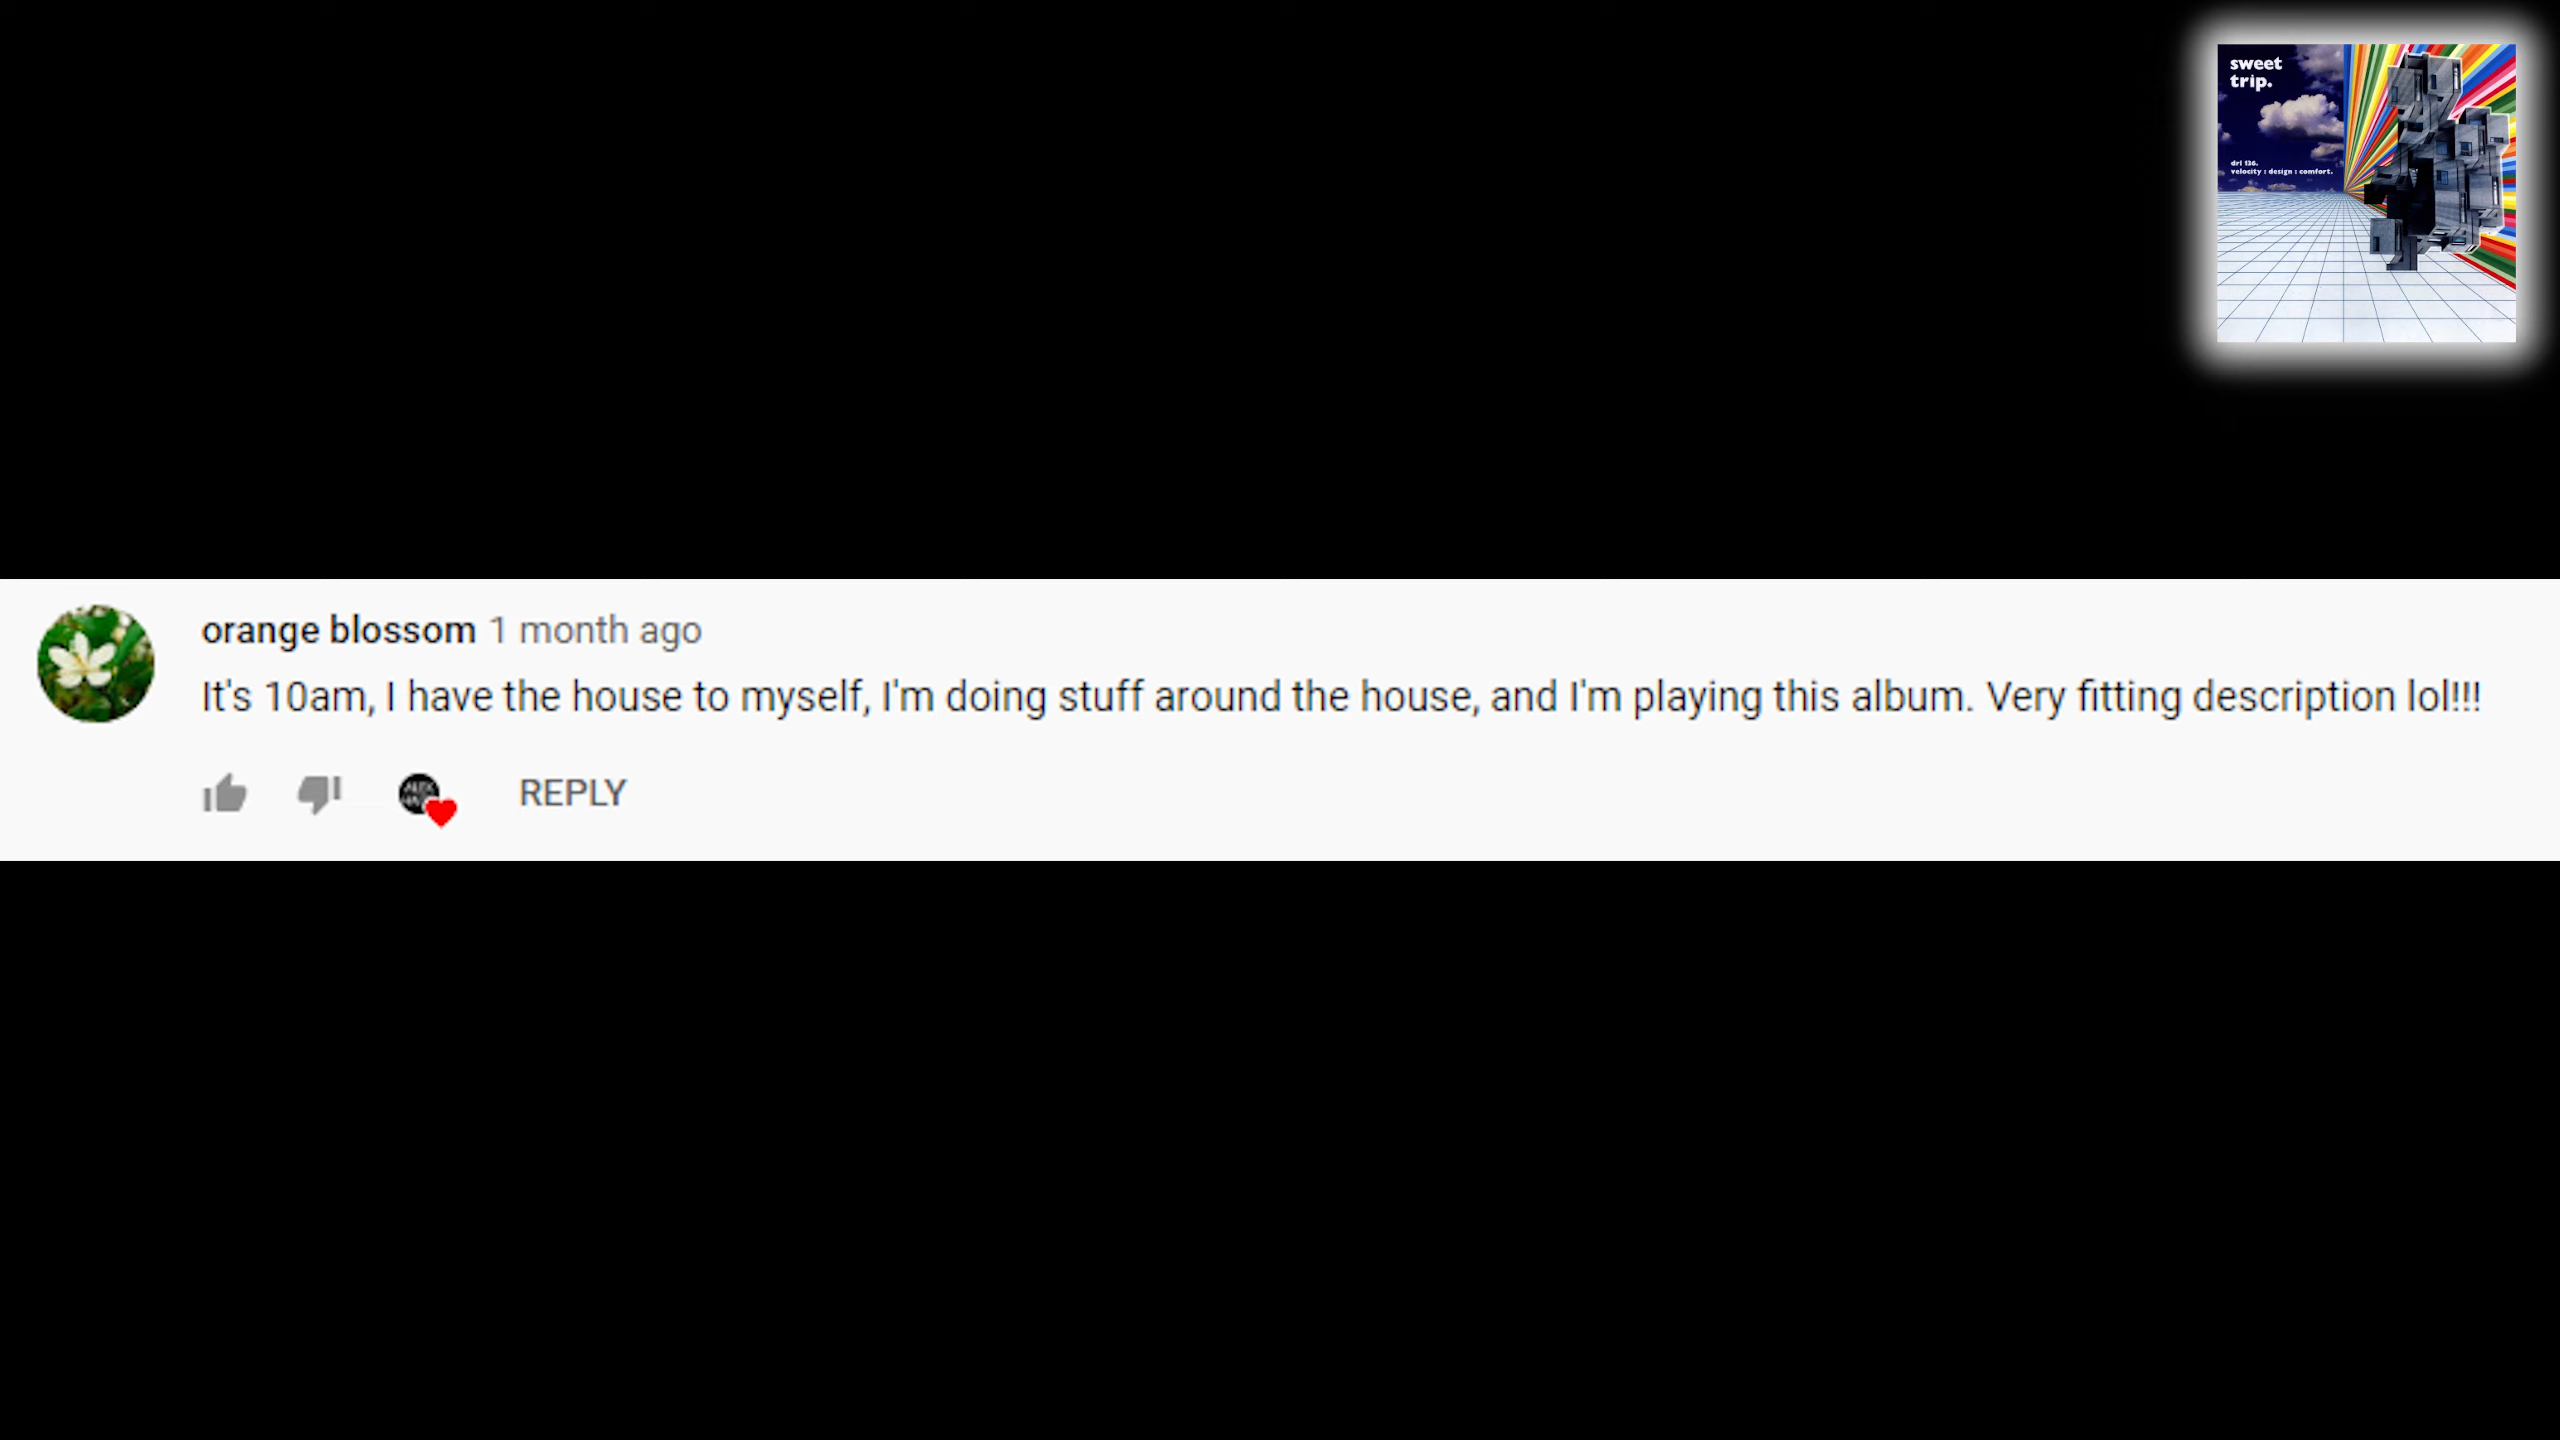 sweet
trip.
drl 136.
velocity : design : comfort.
orange blossom 1 month ago
It's 10am, I have the house to myself, I'm doing stuff around the house, and I'm playing this album. Very fitting description lol!!!
REPLY